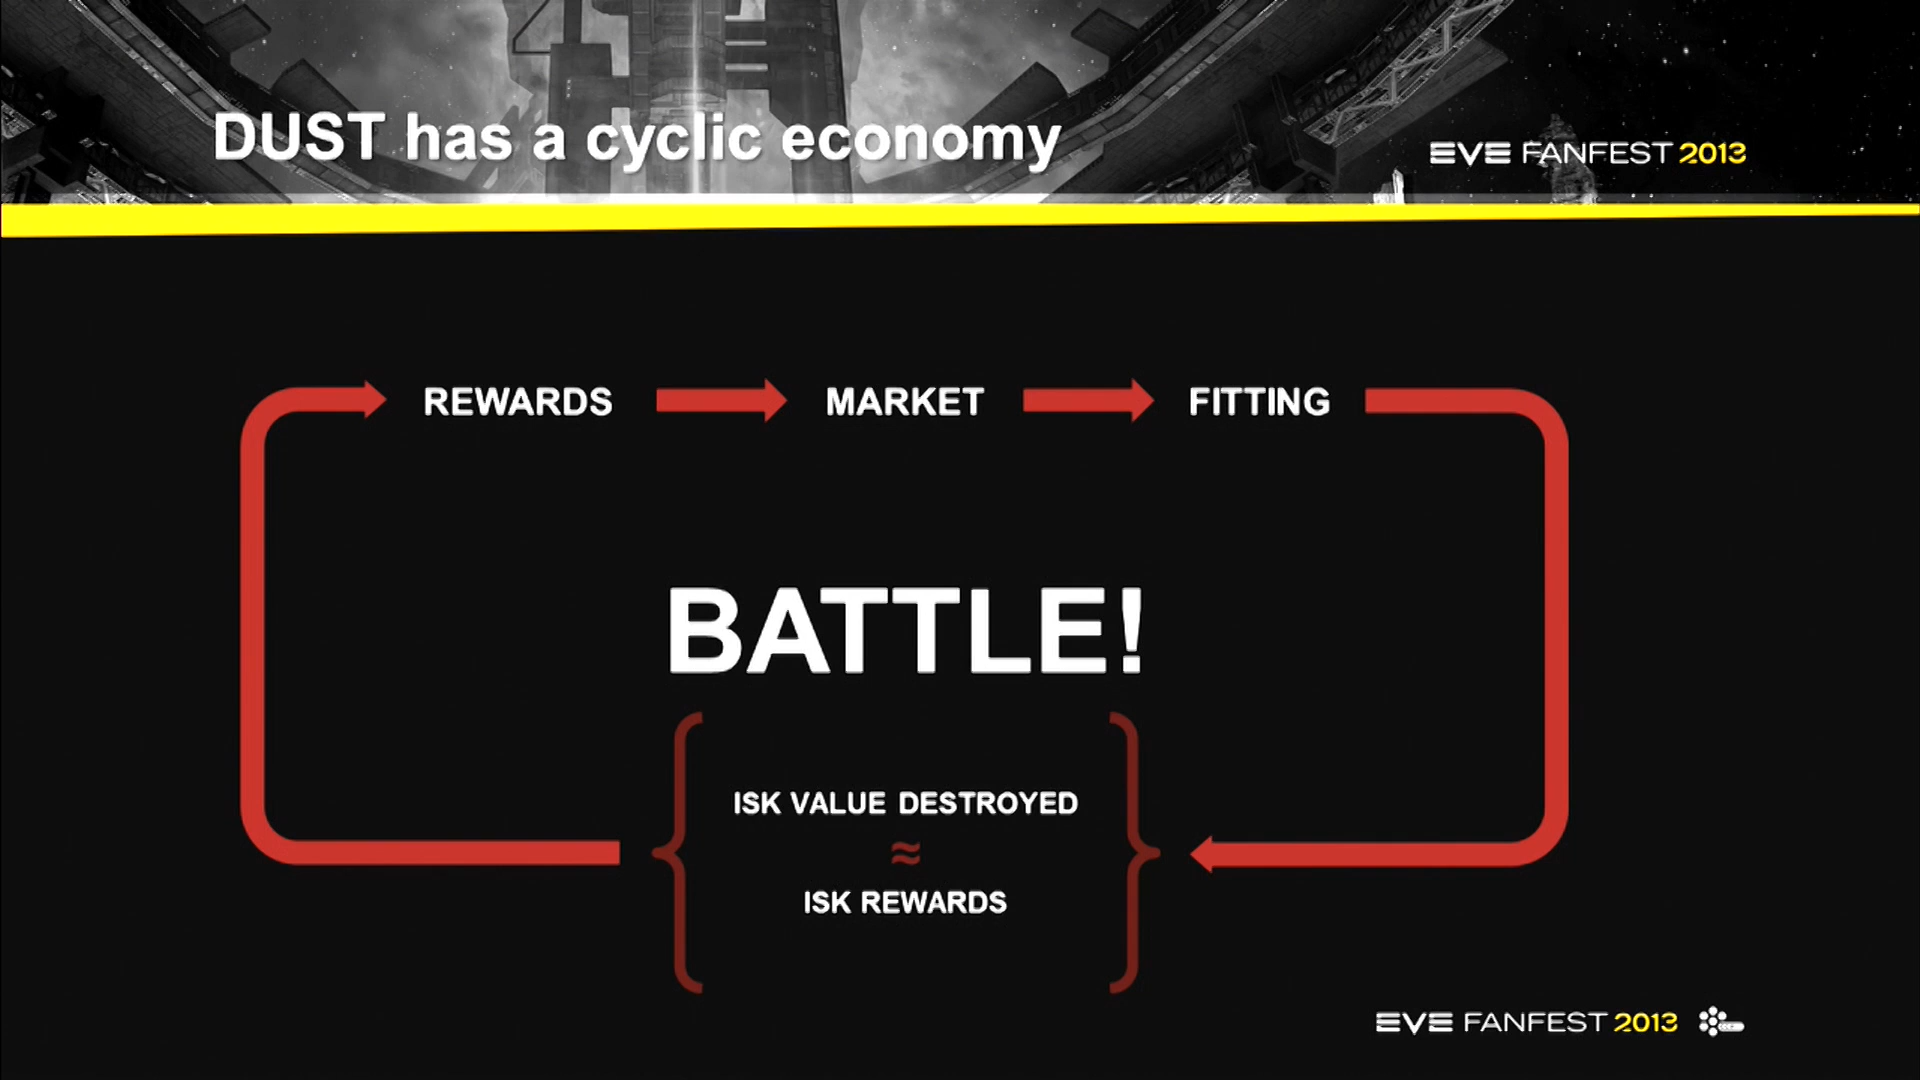 DUST has a cyclic economy
EVE FANFEST 2013
REWARDS
MARKET
FITTING
BATTLE!
ISK VALUE DESTROYED
≈
ISK REWARDS
EVE FANFEST 2013